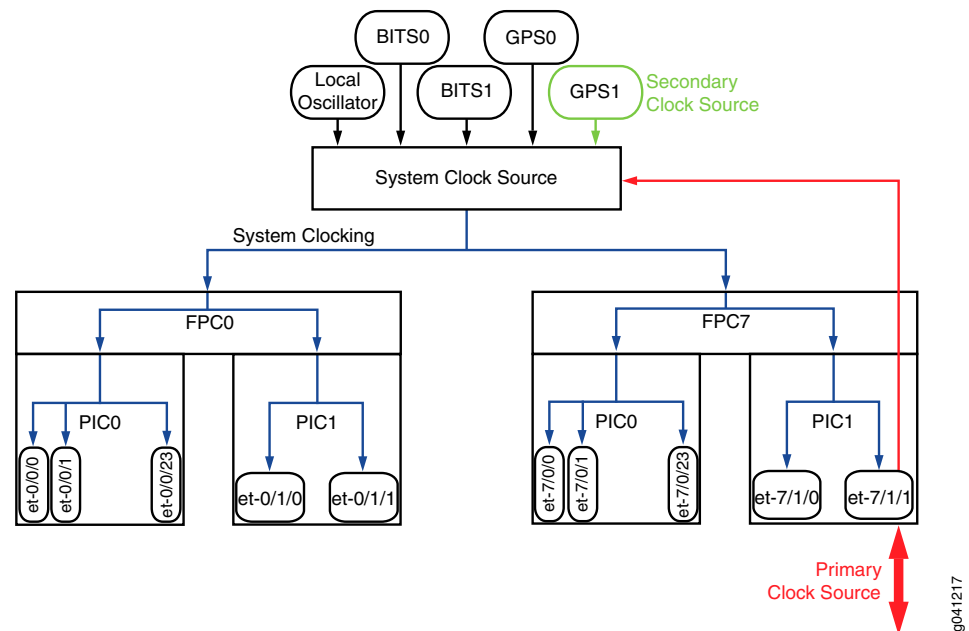 BITS0
GPS0
Local
Oscillator
BITS1
GPS1
Secondary
Clock Source
System Clock Source
System Clocking
FPC0
FPC7
PIC0
PIC1
PIC0
PIC1
et-0/0/0
et-0/0/1
et-0/0/23
et-0/1/0
et-0/1/1
et-7/0/0
et-7/0/1
et-7/0/23
et-7/1/0
et-7/1/1
Primary
Clock Source
g041217